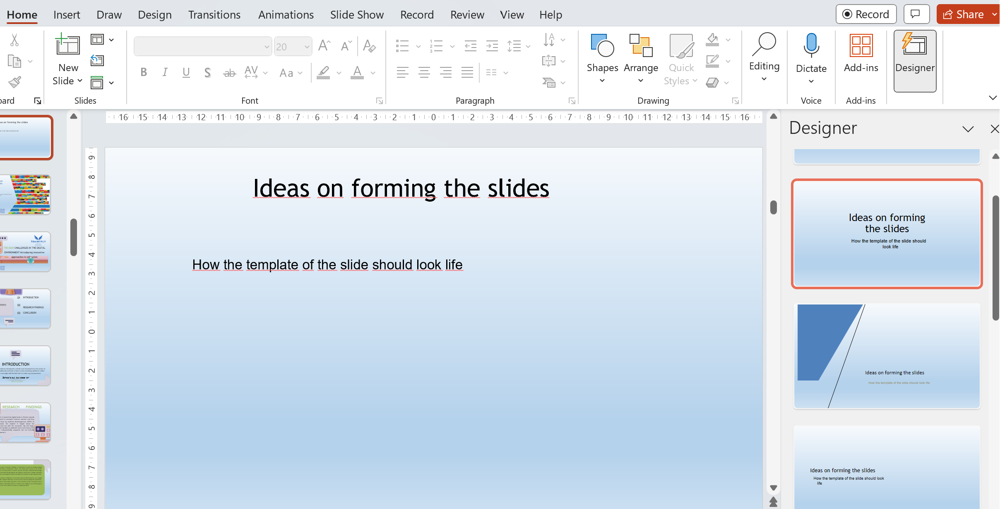 Home Insert Draw Design Transitions Animations Slide Show Record Review View Help Record Share
New Slide
Slides
20
Font
Paragraph
Shapes Arrange Quick Styles
Drawing
Editing
Dictate
Voice
Add-ins
Add-ins
Designer
16 15 14 13 12 11 10 9 8 7 6 5 4 3 2 1 0 1 2 3 4 5 6 7 8 9 10 11 12 13 14 15 16
9 8 7 6 5 4 3 2 1 0 1 2 3 4 5 6 7 8 9
on forming the slides
TRAINYFLY
THE MAIN CHALLENGES IN THE DIGITAL
ENVIRONMENT-Introducing innovative
approaches in education
01 INTRODUCTION
02 RESEARCH FINDINGS
03 CONCLUSION
INTRODUCTION
School's out, but class 'on'
RESEARCH FINDINGS
Ideas on forming the slides
How the template of the slide should look life
Designer
Ideas on forming
the slides
How the template of the slide should
look life
Ideas on forming the slides
How the template of the slide should look life
Ideas on forming the slides
How the template of the slide should look
life